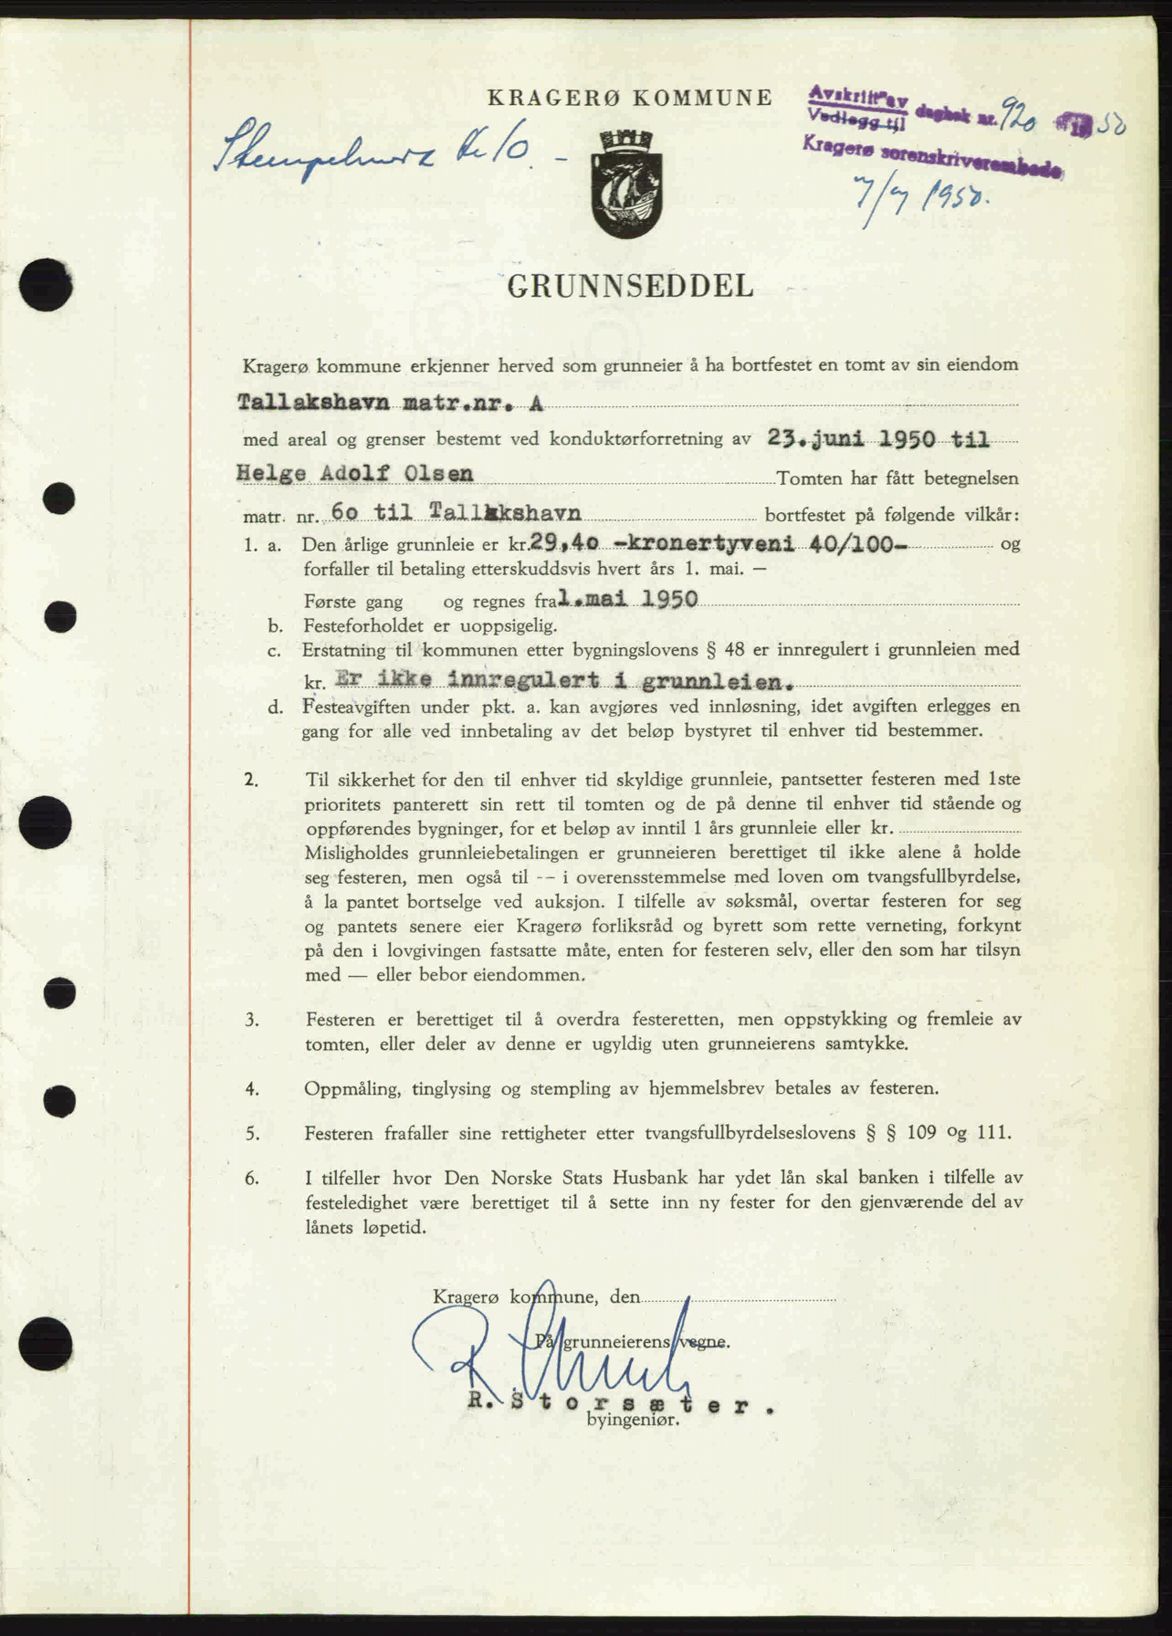 KRAGERØ KOMMUNE
Avskrift av
Vedlegg til
dagbok nr. 920 19 50
Kragerø sorenskriverembede
Stempelmerke kr 10. -
7/7 1950.
GRUNNSEDDEL
Kragerø kommune erkjenner herved som grunneier å ha bortfestet en tomt av sin eiendom
Tallakshavn matr.nr. A
med areal og grenser bestemt ved konduktørforretning av 23.juni 1950 til
Helge Adolf Olsen Tomten har fått betegnelsen
matr. nr. 60 til Tallakshavn bortfestet på følgende vilkår:
1. a. Den årlige grunnleie er kr.29,40 -kronertyveni 40/100- og
forfaller til betaling etterskuddsvis hvert års 1. mai. —
Første gang og regnes fra 1.mai 1950
b. Festeforholdet er uoppsigelig.
c. Erstatning til kommunen etter bygningslovens § 48 er innregulert i grunnleien med
kr. Er ikke innregulert i grunnleien.
d. Festeavgiften under pkt. a. kan avgjøres ved innløsning, idet avgiften erlegges en
gang for alle ved innbetaling av det beløp bystyret til enhver tid bestemmer.
2. Til sikkerhet for den til enhver tid skyldige grunnleie, pantsetter festeren med 1ste
prioritets panterett sin rett til tomten og de på denne til enhver tid stående og
oppførendes bygninger, for et beløp av inntil 1 års grunnleie eller kr.
Misligholdes grunnleiebetalingen er grunneieren berettiget til ikke alene å holde
seg festeren, men også til -- i overensstemmelse med loven om tvangsfullbyrdelse,
å la pantet bortselge ved auksjon. I tilfelle av søksmål, overtar festeren for seg
og pantets senere eier Kragerø forliksråd og byrett som rette verneting, forkynt
på den i lovgivingen fastsatte måte, enten for festeren selv, eller den som har tilsyn
med — eller bebor eiendommen.
3. Festeren er berettiget til å overdra festeretten, men oppstykking og fremleie av
tomten, eller deler av denne er ugyldig uten grunneierens samtykke.
4. Oppmåling, tinglysing og stempling av hjemmelsbrev betales av festeren.
5. Festeren frafaller sine rettigheter etter tvangsfullbyrdelseslovens § § 109 og 111.
6. I tilfeller hvor Den Norske Stats Husbank har ydet lån skal banken i tilfelle av
festeledighet være berettiget til å sette inn ny fester for den gjenværende del av
lånets løpetid.
Kragerø kommune, den
På grunneierens vegne.
R. Storsæter.
byingeniør.